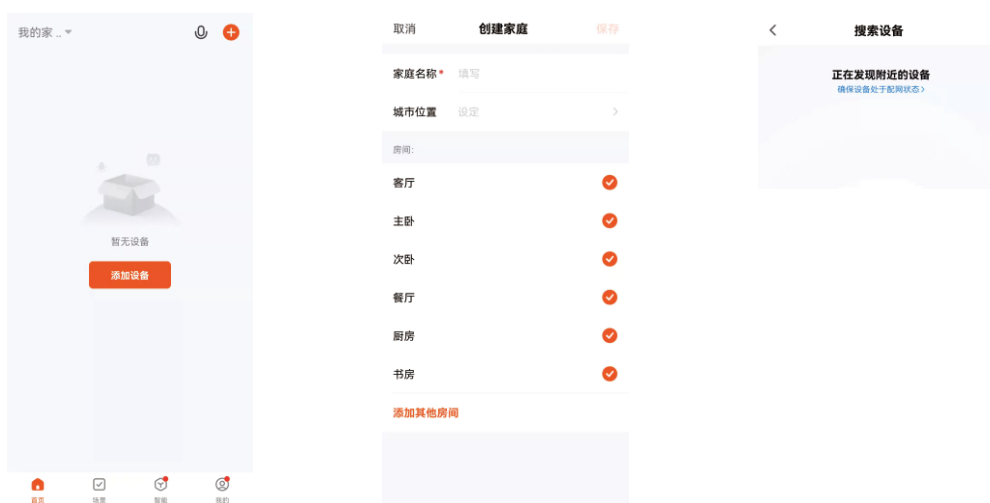 我的家 ..
暂无设备
添加设备
首页
场景
智能
我的
取消
创建家庭
保存
家庭名称* 填写
城市位置 设定
房间:
客厅
主卧
次卧
餐厅
厨房
书房
添加其他房间
搜索设备
正在发现附近的设备
确保设备处于配网状态>